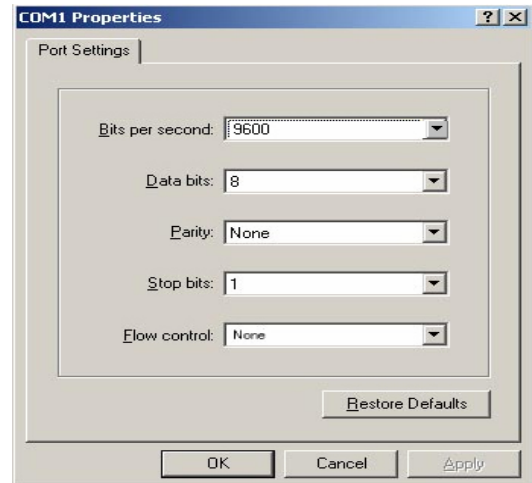 COM1 Properties
Port Settings
Bits per second: 9600
Data bits: 8
Parity: None
Stop bits: 1
Flow control: None
Restore Defaults
OK Cancel Apply